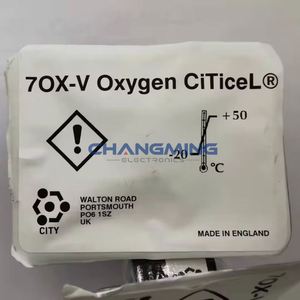 7OX-V Oxygen CiTiceL®
+50
-20
°C
CHANGMING
ELECTRONICS
CITY
WALTON ROAD
PORTSMOUTH
PO6 1SZ
UK
MADE IN ENGLAND